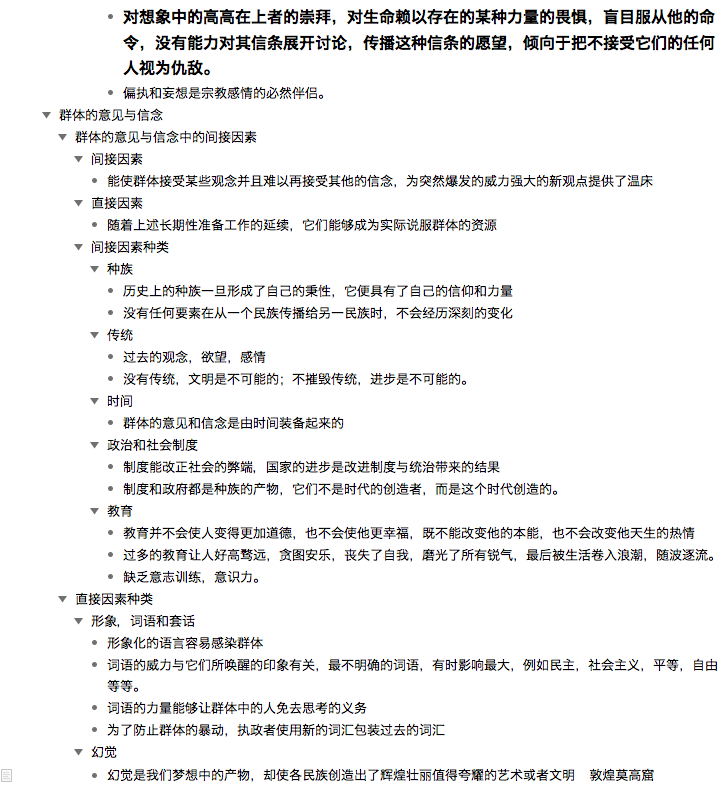 对想象中的高高在上者的崇拜，对生命赖以存在的某种力量的畏惧，盲目服从他的命
令，没有能力对其信条展开讨论，传播这种信条的愿望，倾向于把不接受它们的任何
人视为仇敌。
偏执和妄想是宗教感情的必然伴侣。
群体的意见与信念
群体的意见与信念中的间接因素
间接因素
能使群体接受某些观念并且难以再接受其他的信念，为突然爆发的威力强大的新观点提供了温床
直接因素
随着上述长期性准备工作的延续，它们能够成为实际说服群体的资源
间接因素种类
种族
历史上的种族一旦形成了自己的秉性，它便具有了自己的信仰和力量
没有任何要素在从一个民族传播给另一民族时，不会经历深刻的变化
传统
过去的观念，欲望，感情
没有传统，文明是不可能的；不摧毁传统，进步是不可能的。
时间
群体的意见和信念是由时间装备起来的
政治和社会制度
制度能改正社会的弊端，国家的进步是改进制度与统治带来的结果
制度和政府都是种族的产物，它们不是时代的创造者，而是这个时代创造的。
教育
教育并不会使人变得更加道德，也不会使他更幸福，既不能改变他的本能，也不会改变他天生的热情
过多的教育让人好高骛远，贪图安乐，丧失了自我，磨光了所有锐气，最后被生活卷入浪潮，随波逐流。
缺乏意志训练，意识力。
直接因素种类
形象，词语和套话
形象化的语言容易感染群体
词语的威力与它们所唤醒的印象有关，最不明确的词语，有时影响最大，例如民主，社会主义，平等，自由
等等。
词语的力量能够让群体中的人免去思考的义务
为了防止群体的暴动，执政者使用新的词汇包装过去的词汇
幻觉
幻觉是我们梦想中的产物，却使各民族创造出了辉煌壮丽值得夸耀的艺术或者文明 敦煌莫高窟